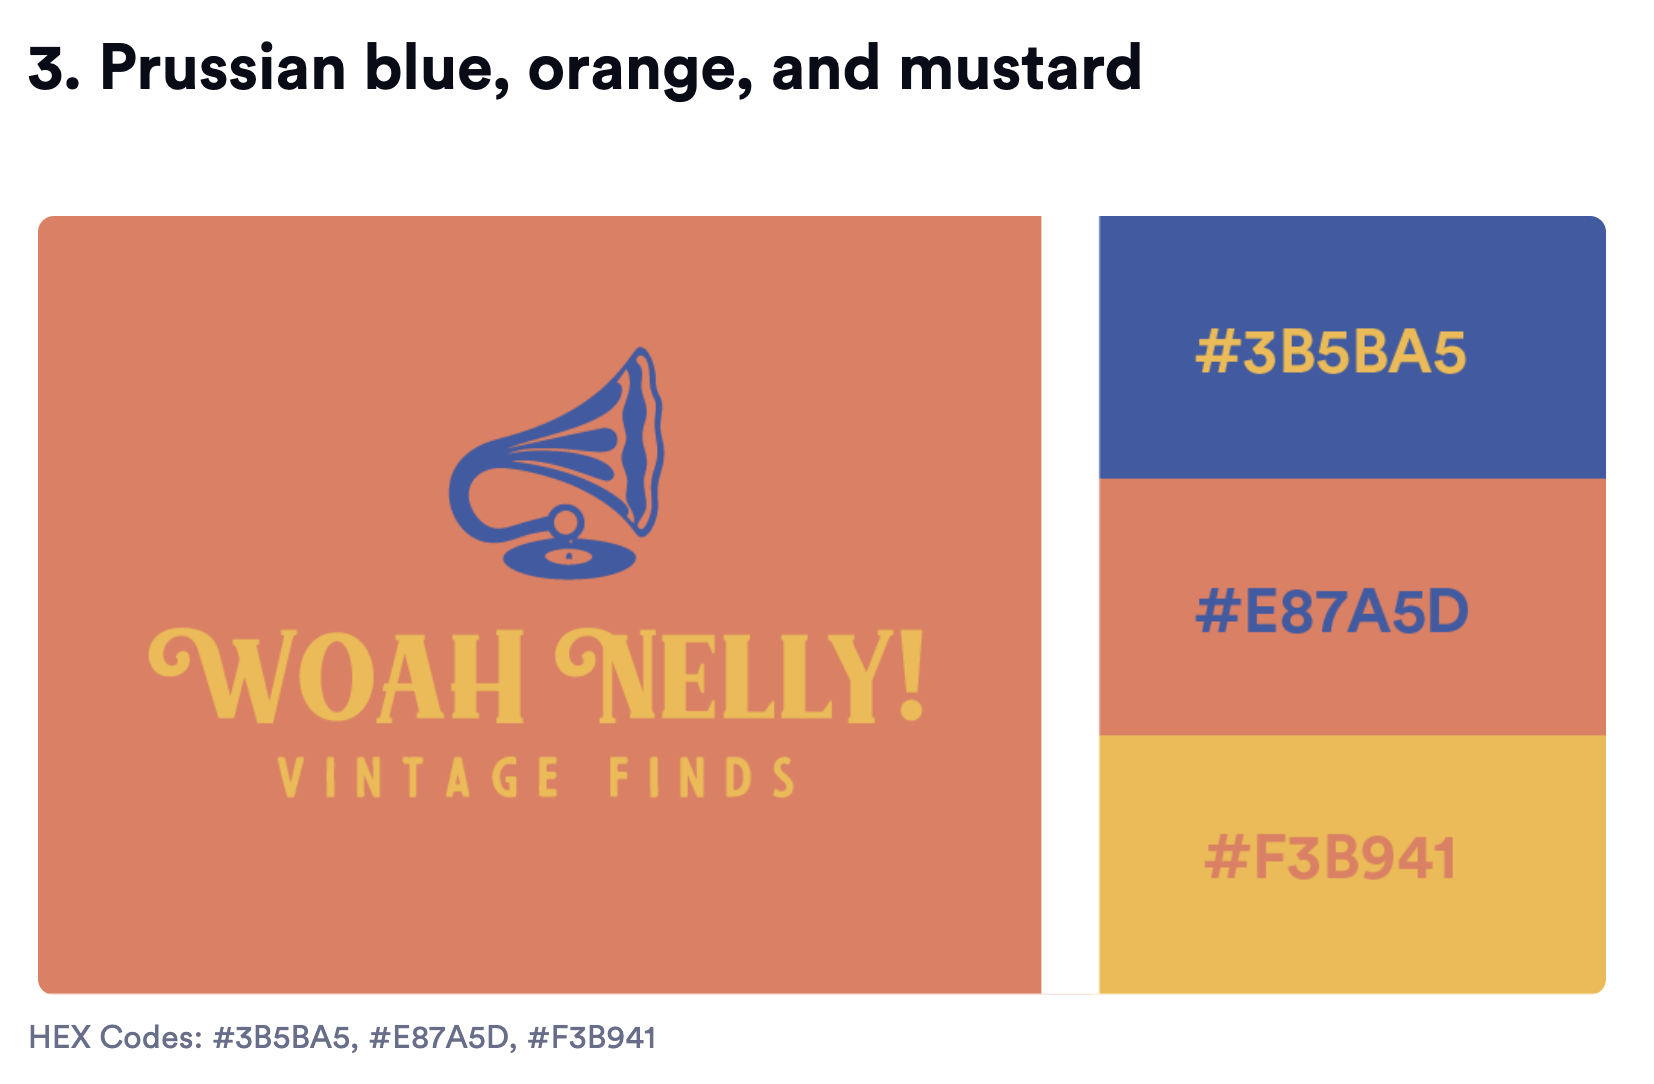 3. Prussian blue, orange, and mustard
WOAH NELLY!
VINTAGE FINDS
#3B5BA5
#E87A5D
#F3B941
HEX Codes: #3B5BA5, #E87A5D, #F3B941